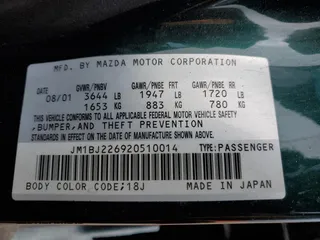 MFD. BY MAZDA MOTOR CORPORATION
GVWR/PNBV GAWR/PNBE FRT GAWR/PNBE RR
08/01 3644 LB 1947 LB 1720 LB
1653 KG 883 KG 780 KG
THIS VEHICLE CONFORMS TO ALL APPLICABLE FEDERAL MOTOR VEHICLE SAFETY
,BUMPER,AND THEFT PREVENTION
STANDARDS IN EFFECT ON THE DATE OF MANUFACTURE SHOWN ABOVE.
JM1BJ226920510014 TYPE:PASSENGER
BODY COLOR CODE;18J MADE IN JAPAN